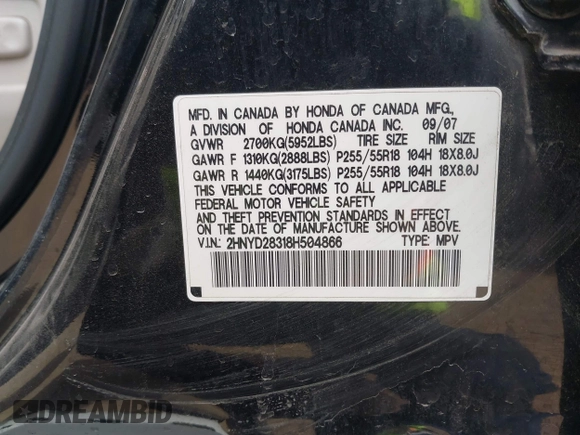 MFD. IN CANADA BY HONDA OF CANADA MFG.,
A DIVISION OF HONDA CANADA INC. 09/07
GVWR 2700KG(5952LBS) TIRE SIZE RIM SIZE
GAWR F 1310KG(2888LBS) P255/55R18 104H 18X8.0J
GAWR R 1440KG(3175LBS) P255/55R18 104H 18X8.0J
THIS VEHICLE CONFORMS TO ALL APPLICABLE
FEDERAL MOTOR VEHICLE SAFETY
AND THEFT PREVENTION STANDARDS IN EFFECT
ON THE DATE OF MANUFACTURE SHOWN ABOVE.
V.I.N.: 2HNYD28318H504866 TYPE: MPV
DREAMBID